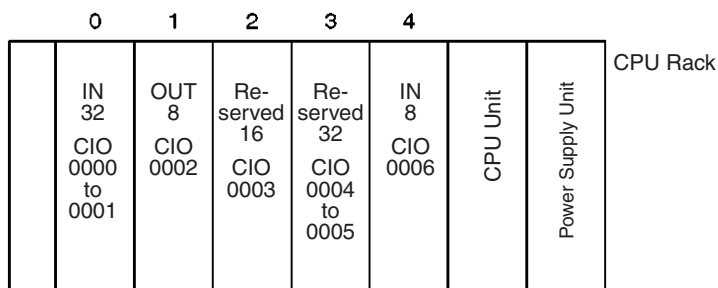 0 1 2 3 4
CPU Rack
IN
32
CIO
0000
to
0001
OUT
8
CIO
0002
Re-
served
16
CIO
0003
Re-
served
32
CIO
0004
to
0005
IN
8
CIO
0006
CPU Unit
Power Supply Unit